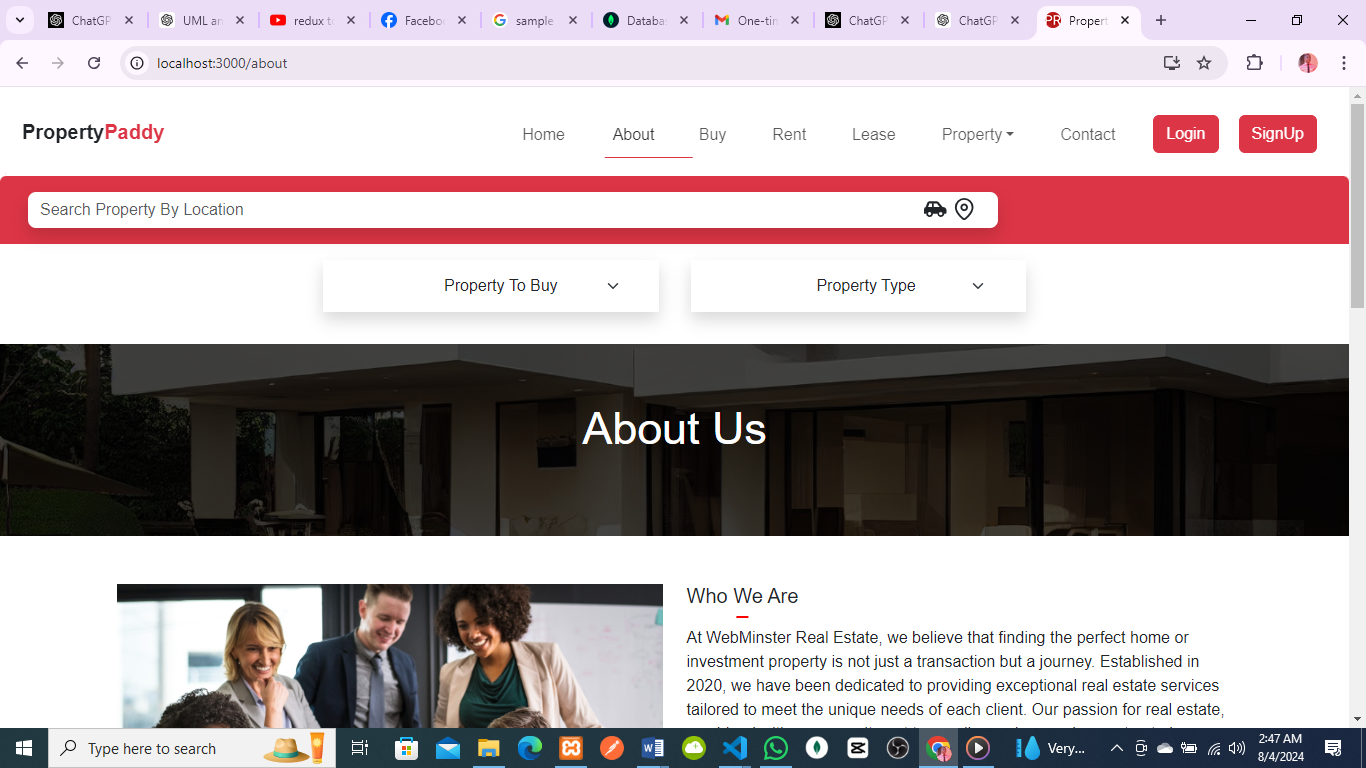 ChatGP
UML an
redux to
Faceboo
sample
Databa
One-tim
ChatGP
ChatGP
Propert
localhost:3000/about
PropertyPaddy
Home
About
Buy
Rent
Lease
Property
Contact
Login
SignUp
Search Property By Location
Property To Buy
Property Type
About Us
Who We Are
At WebMinster Real Estate, we believe that finding the perfect home or
investment property is not just a transaction but a journey. Established in
2020, we have been dedicated to providing exceptional real estate services
tailored to meet the unique needs of each client. Our passion for real estate,
Type here to search
Very...
2:47 AM
8/4/2024